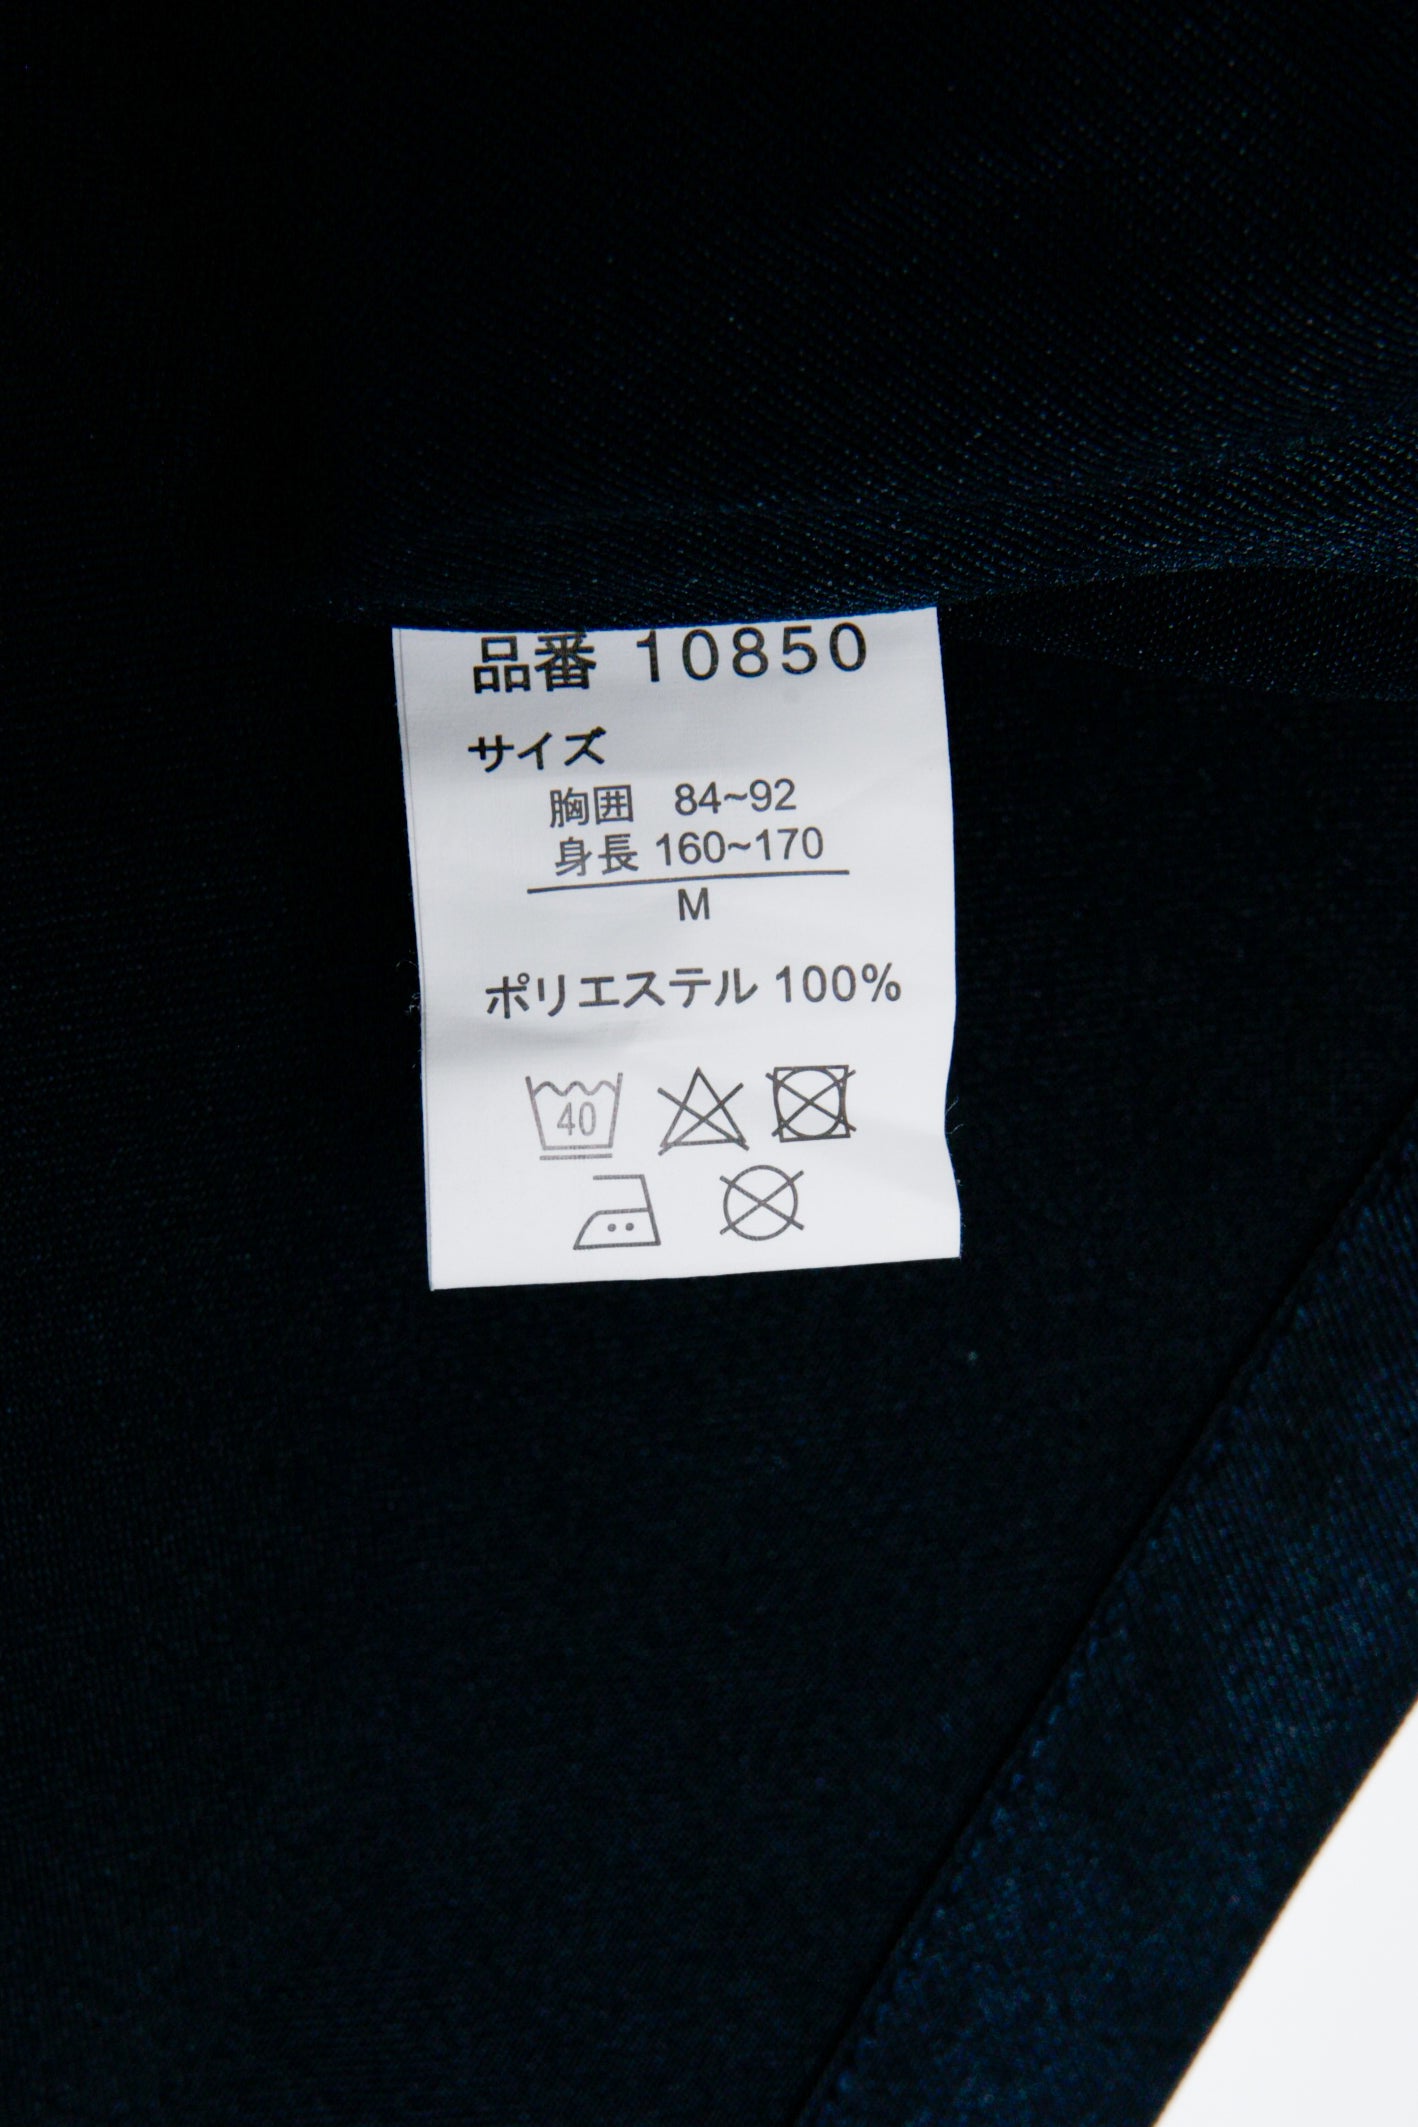 品番 10850
サイズ
胸囲 84~92
身長 160~170
M
ポリエステル 100%
40